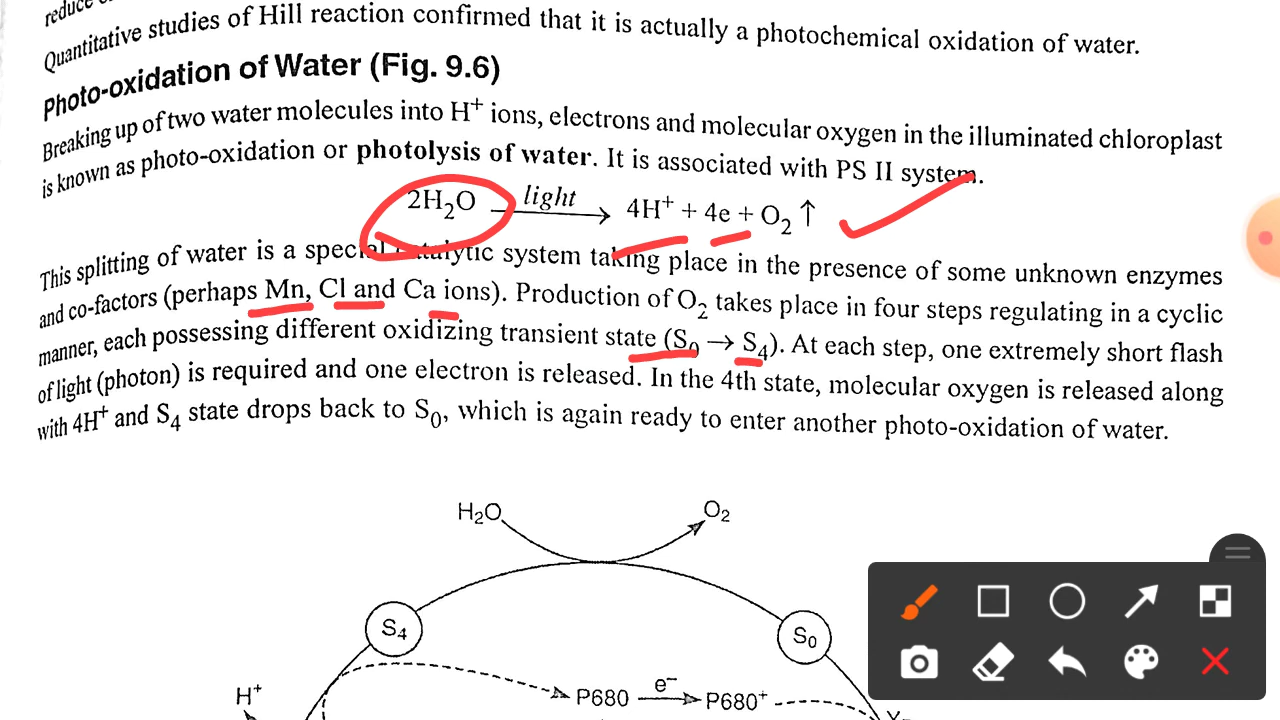 reduce
Quantitative studies of Hill reaction confirmed that it is actually a photochemical oxidation of water.
Photo-oxidation of Water (Fig. 9.6)
Breaking up of two water molecules into H⁺ ions, electrons and molecular oxygen in the illuminated chloroplast
is known as photo-oxidation or photolysis of water. It is associated with PS II system.
2H₂O light → 4H⁺ + 4e + O₂ ↑
This splitting of water is a special catalytic system taking place in the presence of some unknown enzymes
and co-factors (perhaps Mn, Cl and Ca ions). Production of O₂ takes place in four steps regulating in a cyclic
manner, each possessing different oxidizing transient state (S₀ → S₄). At each step, one extremely short flash
of light (photon) is required and one electron is released. In the 4th state, molecular oxygen is released along
with 4H⁺ and S₄ state drops back to S₀, which is again ready to enter another photo-oxidation of water.
H₂O O₂
S₄ S₀
H⁺ P680 e⁻ P680⁺